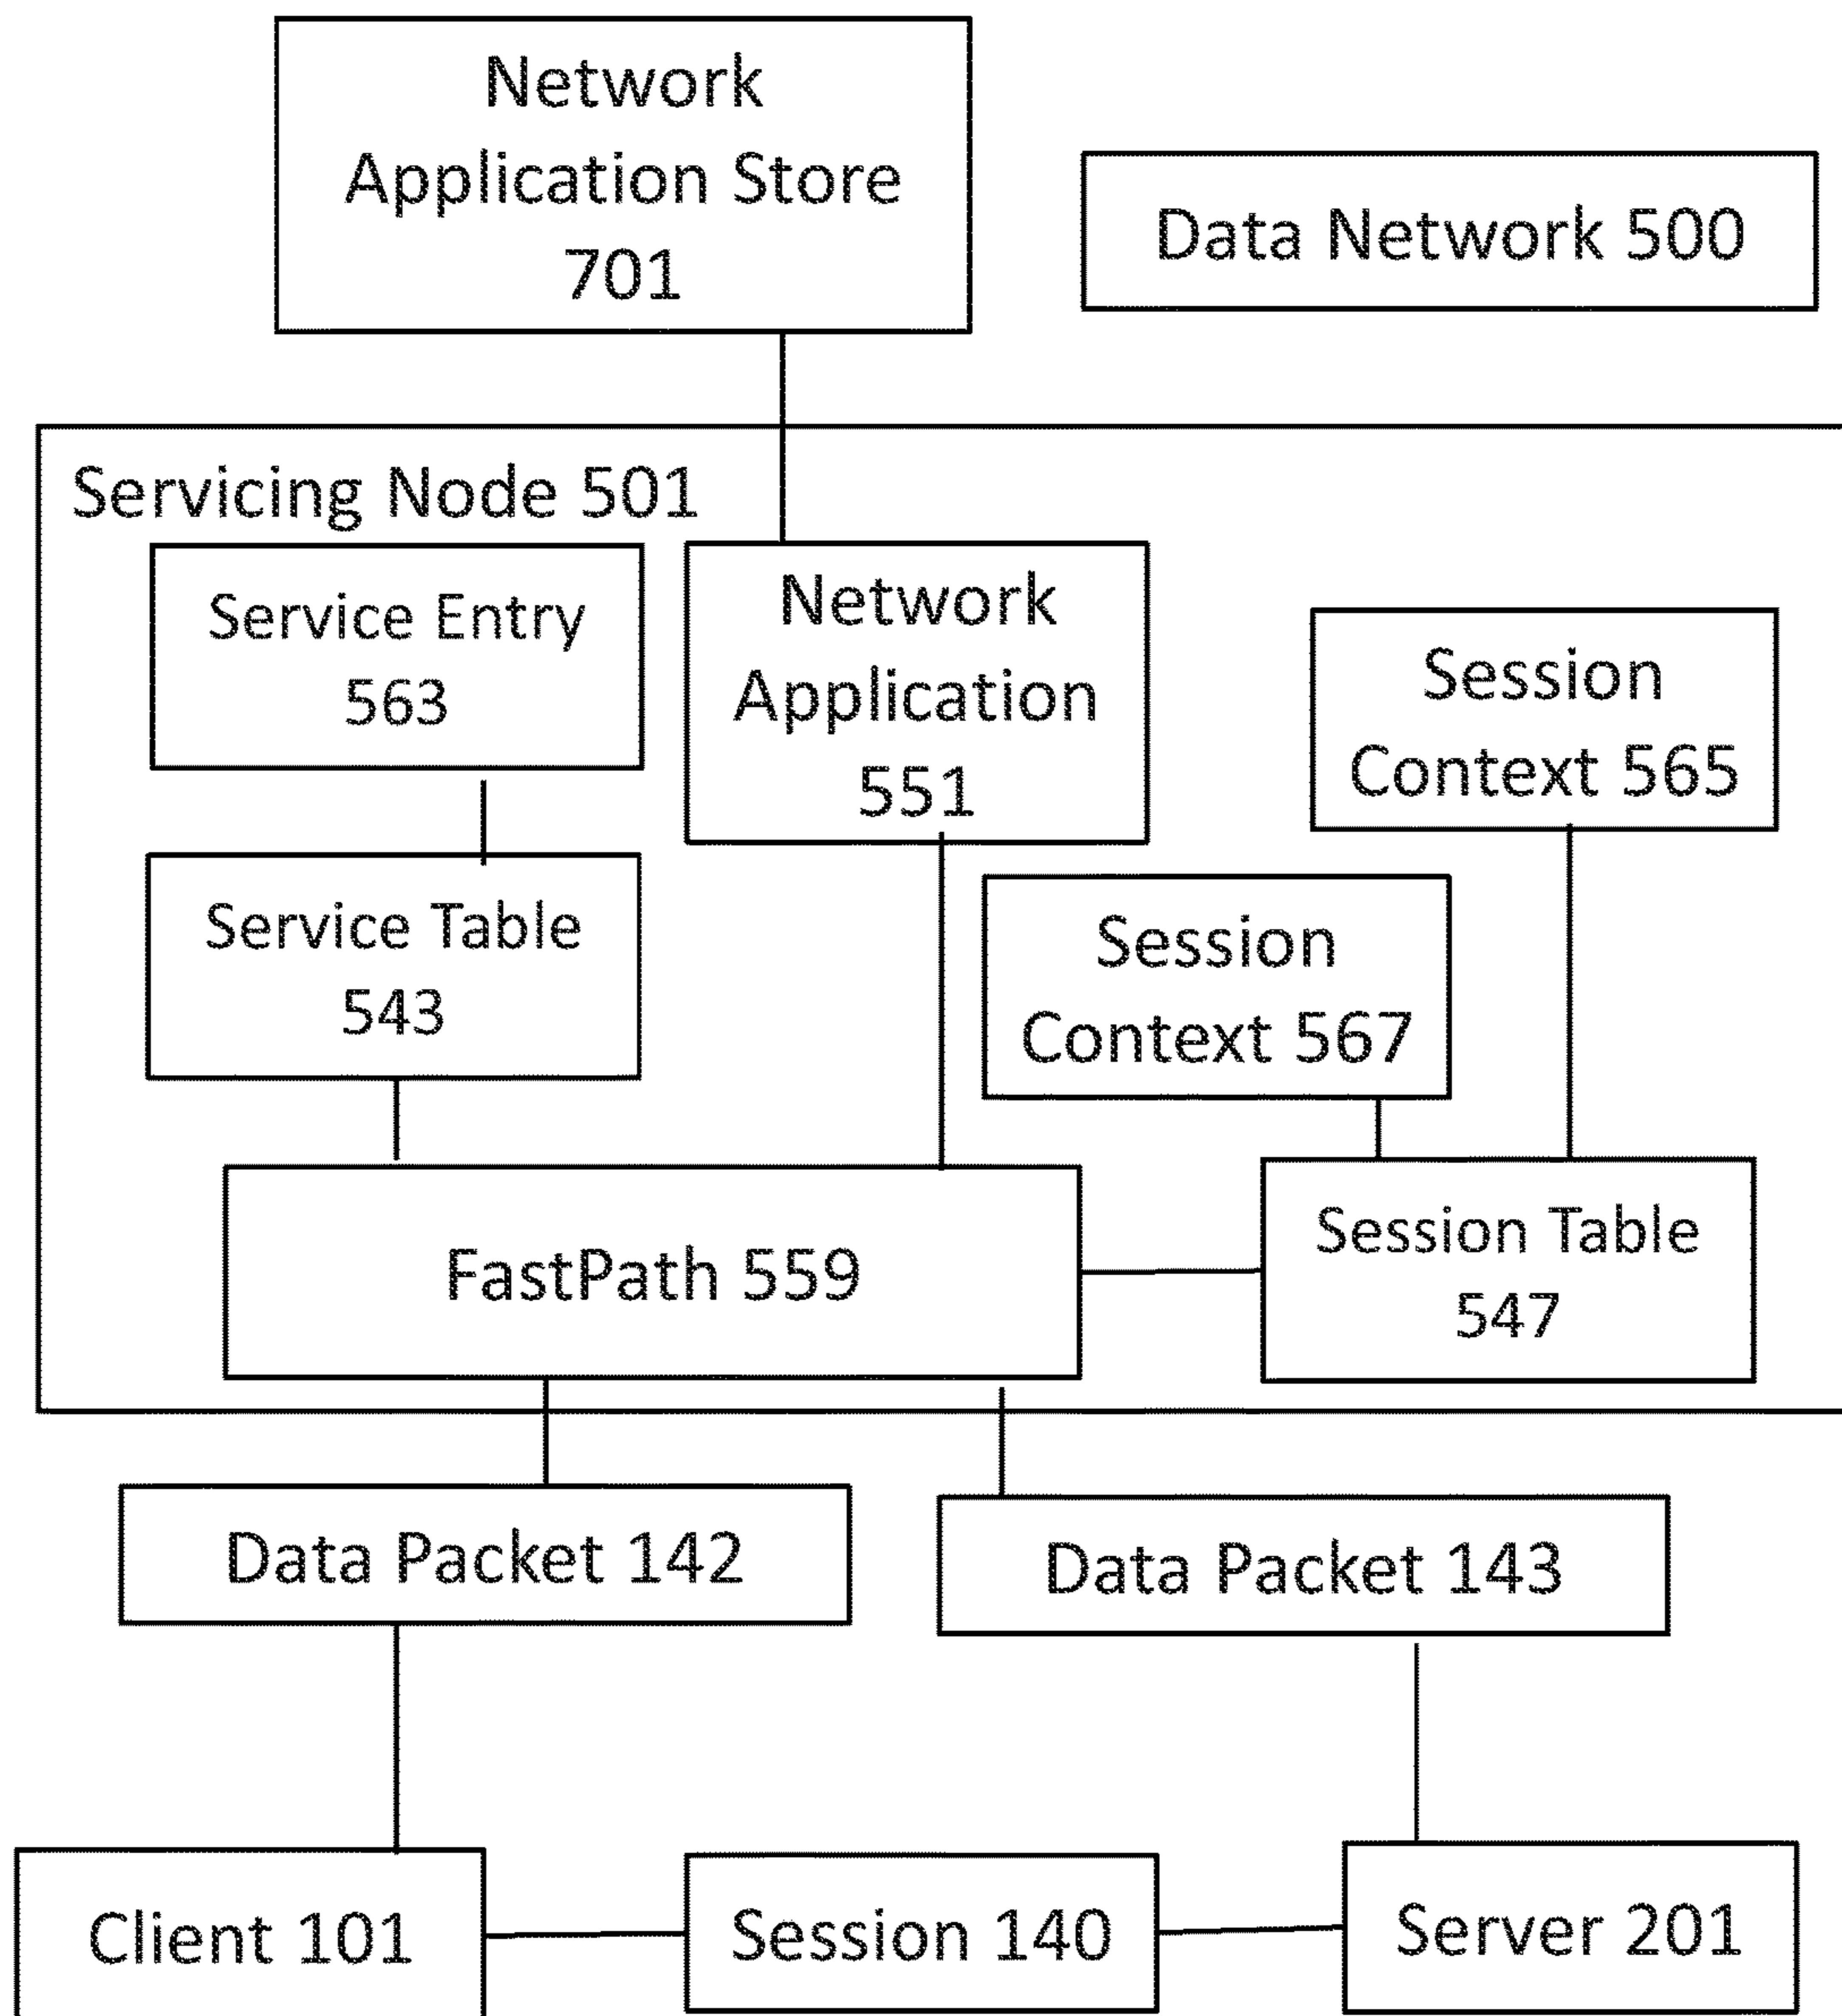 Network
Application Store
701
Data Network 500
Servicing Node 501
Service Entry
563
Network
Application
551
Session
Context 565
Service Table
543
Session
Context 567
FastPath 559
Session Table
547
Data Packet 142
Data Packet 143
Client 101
Session 140
Server 201